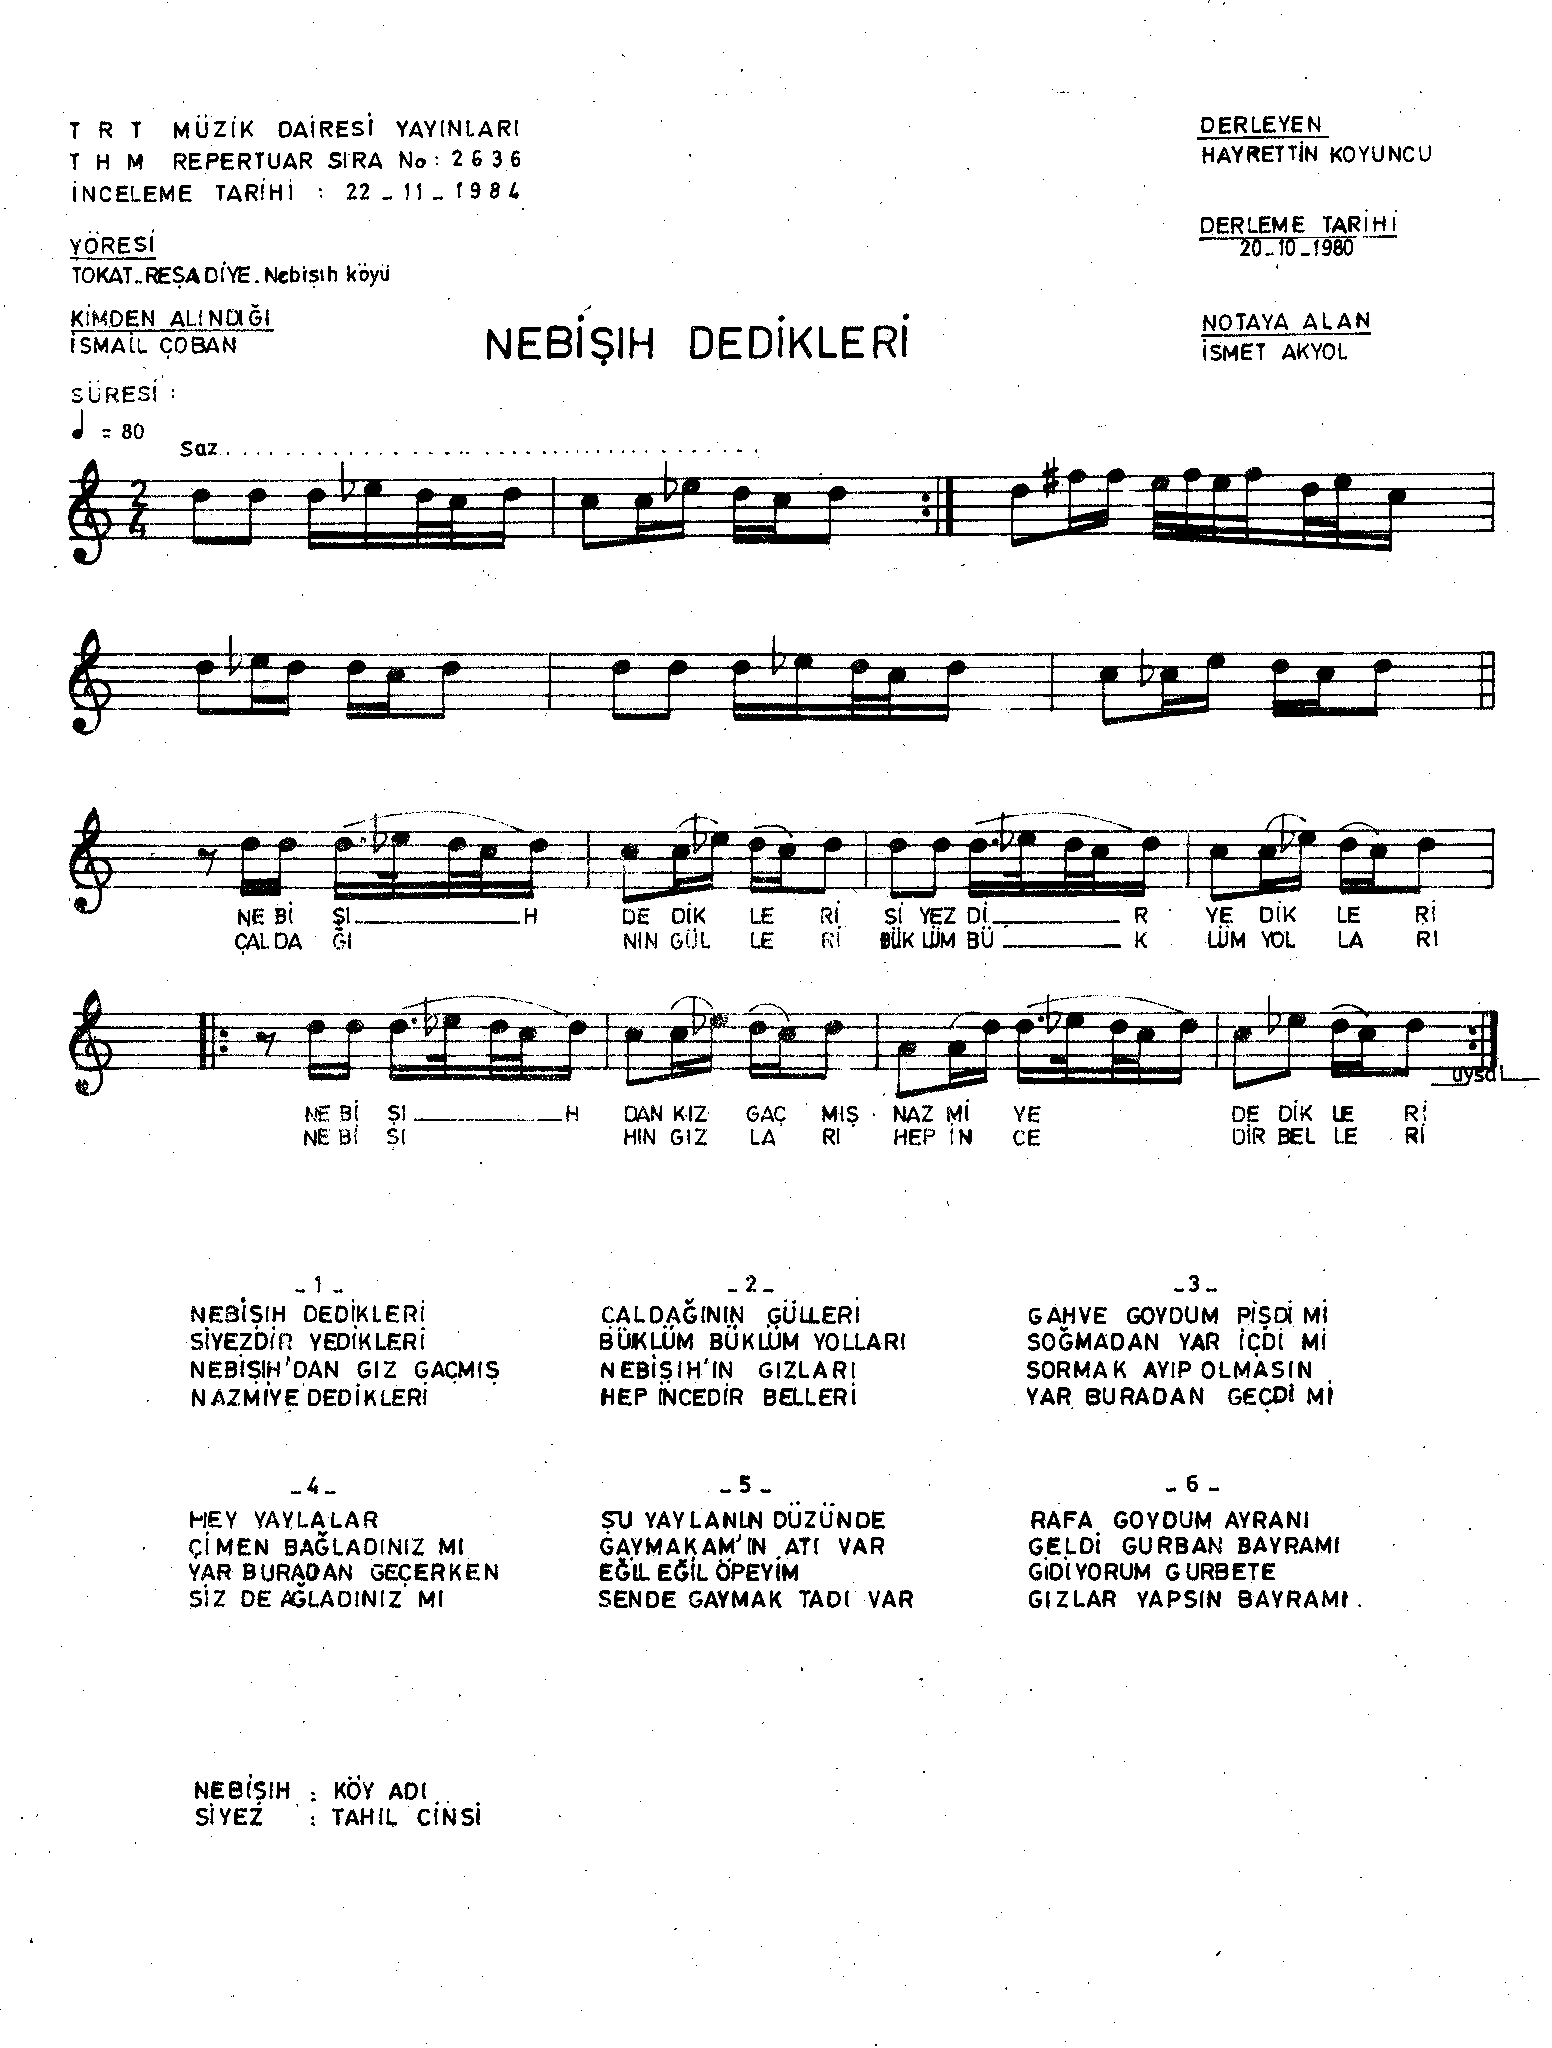 T R T MÜZİK DAİRESİ YAYINLARI
T H M REPERTUAR SIRA No: 2636
İNCELEME TARİHİ : 22_11_1984
DERLEYEN
HAYRETTİN KOYUNCU
YÖRESİ
TOKAT_REŞADİYE_Nebişıh köyü
DERLEME TARİHİ
20_10_1980
KİMDEN ALINDIĞI
İSMAİL ÇOBAN
NEBİŞIH DEDİKLERİ
NOTAYA ALAN
İSMET AKYOL
SÜRESİ :
= 80
Saz
2
4
NE Bİ ŞI H DE DİK LE Rİ Sİ YEZ Dİ R YE DİK LE Rİ
ÇAL DA ĞI NIN GÜL LE Rİ BÜK LÜM BÜ K LÜM YOL LA RI
NE Bİ ŞI H DAN KIZ GAÇ MIŞ NAZ Mİ YE DE DİK LE Rİ
NE Bİ ŞI HIN GIZ LA RI HEP İN CE DİR BEL LE Rİ
uysal
_1_
NEBİŞIH DEDİKLERİ
SİYEZDİR YEDİKLERİ
NEBİŞIH'DAN GIZ GAÇMIŞ
NAZMİYE DEDİKLERİ
_2_
ÇALDAĞININ GÜLLERİ
BÜKLÜM BÜKLÜM YOLLARI
NEBİŞIH'IN GIZLARI
HEP İNCEDİR BELLERİ
_3_
GAHVE GOYDUM PİŞDİ Mİ
SOĞMADAN YAR İÇDİ Mİ
SORMAK AYIP OLMASIN
YAR BURADAN GEÇDİ Mİ
_4_
HEY YAYLALAR
ÇİMEN BAĞLADINIZ MI
YAR BURADAN GEÇERKEN
SİZ DE AĞLADINIZ MI
_5_
ŞU YAYLANIN DÜZÜNDE
GAYMAKAM'IN ATI VAR
EĞİL EĞİL ÖPEYİM
SENDE GAYMAK TADI VAR
_6_
RAFA GOYDUM AYRANI
GELDİ GURBAN BAYRAMI
GİDİYORUM GURBETE
GIZLAR YAPSIN BAYRAMI.
NEBİŞIH : KÖY ADI
SİYEZ : TAHIL CİNSİ